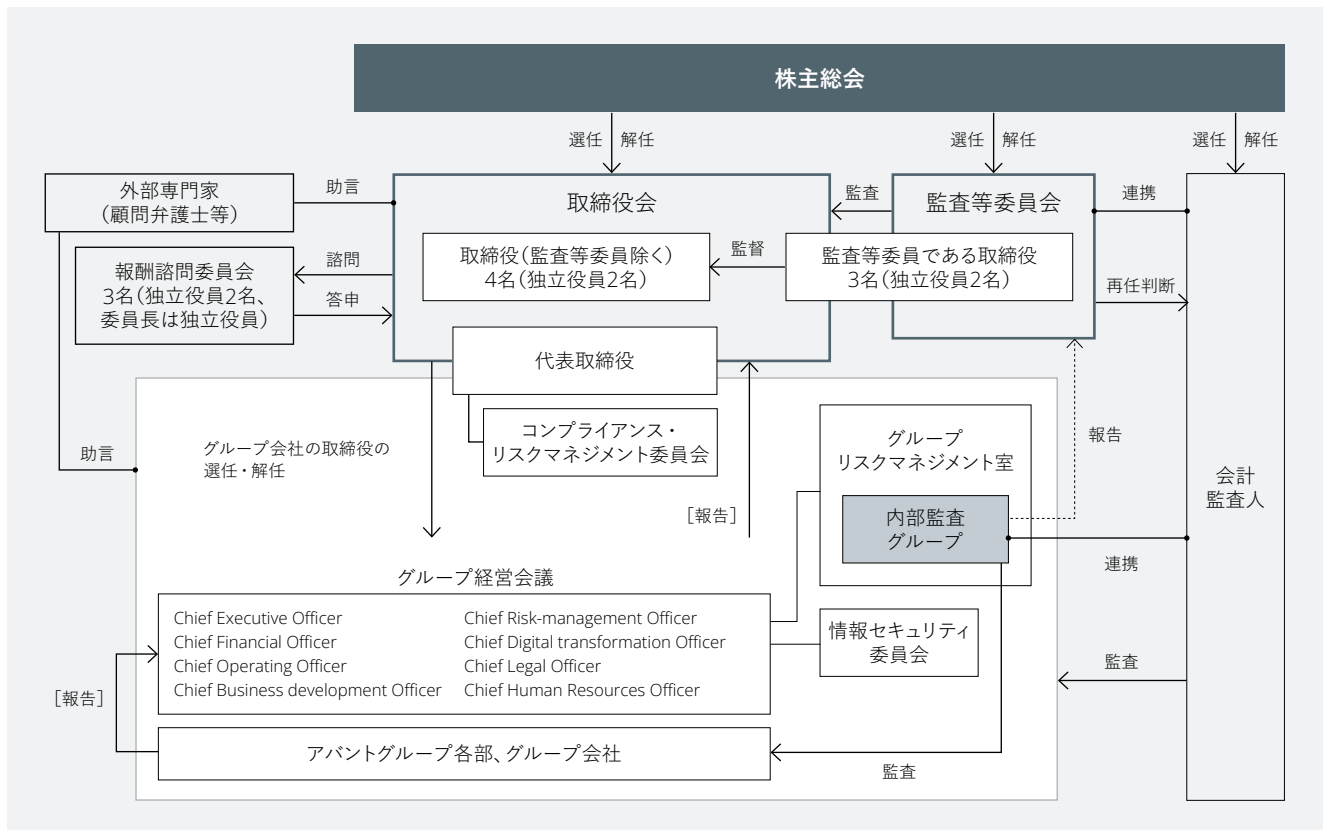 株主総会
選任 解任
選任 解任
選任 解任
外部専門家
（顧問弁護士等）
助言
取締役会
監査
監査等委員会
連携
取締役（監査等委員除く）
4名（独立役員2名）
監督
監査等委員である取締役
3名（独立役員2名）
報酬諮問委員会
3名（独立役員2名、
委員長は独立役員）
諮問
答申
再任判断
代表取締役
コンプライアンス・
リスクマネジメント委員会
グループ会社の取締役の
選任・解任
助言
グループ
リスクマネジメント室
報告
会計
監査人
［報告］
内部監査
グループ
連携
グループ経営会議
Chief Executive Officer
Chief Financial Officer
Chief Operating Officer
Chief Business development Officer
Chief Risk-management Officer
Chief Digital transformation Officer
Chief Legal Officer
Chief Human Resources Officer
情報セキュリティ
委員会
監査
［報告］
アバントグループ各部、グループ会社
監査